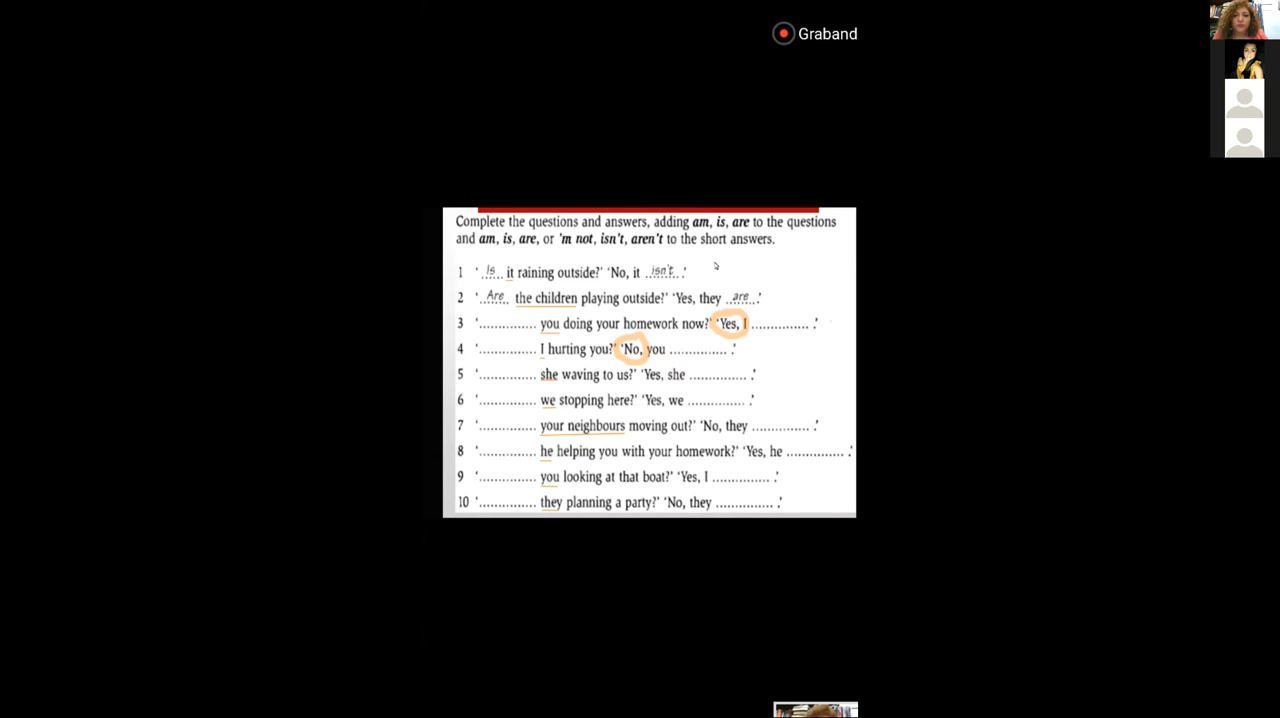 Graband
Complete the questions and answers, adding am, is, are to the questions
and am, is, are, or 'm not, isn't, aren't to the short answers.
1 '...Is... it raining outside?' 'No, it ...isn't...'
2 '...Are... the children playing outside?' 'Yes, they ...are...'
3 '............... you doing your homework now?' 'Yes, I ............... .'
4 '............... I hurting you?' 'No, you ............... .'
5 '............... she waving to us?' 'Yes, she ............... .'
6 '............... we stopping here?' 'Yes, we ............... .'
7 '............... your neighbours moving out?' 'No, they ............... .'
8 '............... he helping you with your homework?' 'Yes, he ............... .'
9 '............... you looking at that boat?' 'Yes, I ............... .'
10 '............... they planning a party?' 'No, they ............... .'